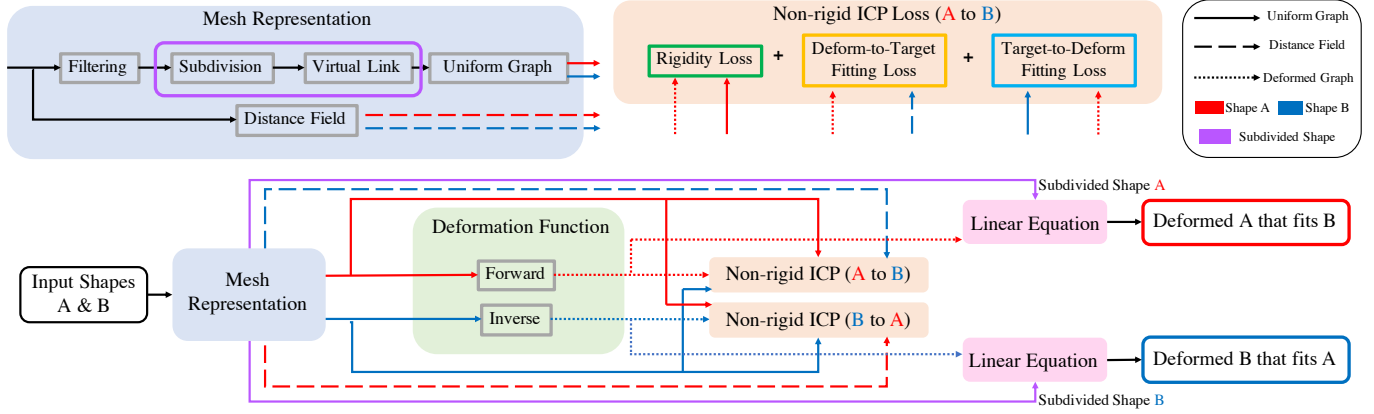 Mesh Representation
Filtering
Subdivision
Virtual Link
Uniform Graph
Distance Field
Non-rigid ICP Loss (A to B)
Rigidity Loss
+
Deform-to-Target
Fitting Loss
+
Target-to-Deform
Fitting Loss
Uniform Graph
Distance Field
Deformed Graph
Shape A
Shape B
Subdivided Shape
Input Shapes
A & B
Mesh
Representation
Deformation Function
Forward
Inverse
Non-rigid ICP (A to B)
Non-rigid ICP (B to A)
Subdivided Shape A
Linear Equation
Deformed A that fits B
Linear Equation
Deformed B that fits A
Subdivided Shape B